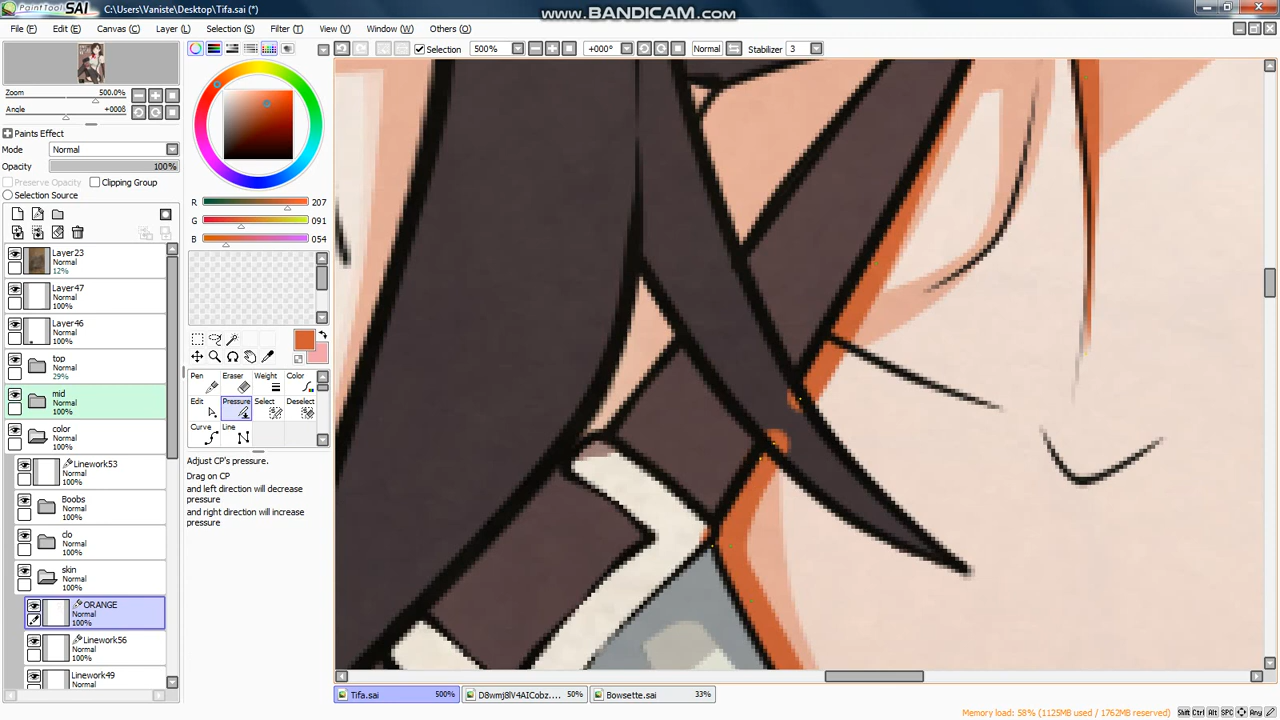 PaintTool SAI C:\Users\Vaniste\Desktop\Tifa.sai (*)
www.BANDICAM.com
File (F) Edit (E) Canvas (C) Layer (L) Selection (S) Filter (T) View (V) Window (W) Others (O)
Selection 500% +000° Normal Stabilizer 3
Zoom 500.0%
Angle +000ß
Paints Effect
Mode Normal
Opacity 100%
Preserve Opacity Clipping Group
Selection Source
Layer23
12%
Layer47
Normal
100%
Layer46
Normal
100%
top
29%
mid
Normal
100%
color
Normal
100%
Linework53
Normal
100%
Boobs
Normal
100%
clo
Normal
100%
skin
Normal
100%
ORANGE
Normal
100%
Linework56
Normal
100%
Linework49
Normal
R 207
G 091
B 054
Pen Eraser Weight Color
Edit Pressure Select Select
Curve Line
Adjust CP's pressure.
Drag on CP
and left direction will decrease
pressure
and right direction will increase
pressure
Tifa.sai 500% D8wmj8lV4AICobz.... 50% Bowsette.sai 33%
Memory load: 58% (1125MB used / 1762MB reserved) Shift Ctrl Alt SPC Any